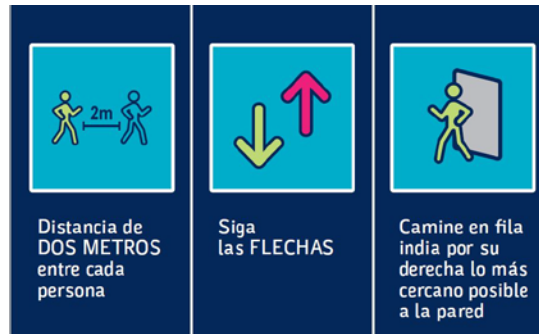 2m
Distancia de
DOS METROS
entre cada
persona
Siga
las FLECHAS
Camine en fila
india por su
derecha lo más
cercano posible
a la pared